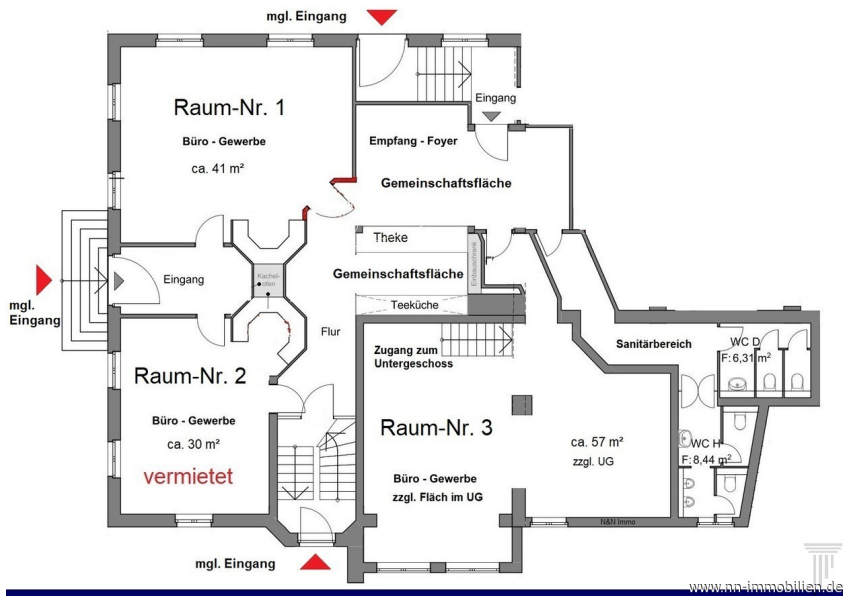 mgl. Eingang
Raum-Nr. 1
Büro - Gewerbe
ca. 41 m²
Eingang
Empfang - Foyer
Gemeinschaftsfläche
Theke
Gemeinschaftsfläche
Einbauschrank
Teeküche
Eingang
Kachel-
ofen
mgl.
Eingang
Flur
Raum-Nr. 2
Büro - Gewerbe
ca. 30 m²
vermietet
Zugang zum
Untergeschoss
Raum-Nr. 3
Büro - Gewerbe
zzgl. Fläch im UG
ca. 57 m²
zzgl. UG
Sanitärbereich
WC D
F: 6,31 m²
WC H
F: 8,44 m²
N&N Immo
mgl. Eingang
www.nn-immobilien.de